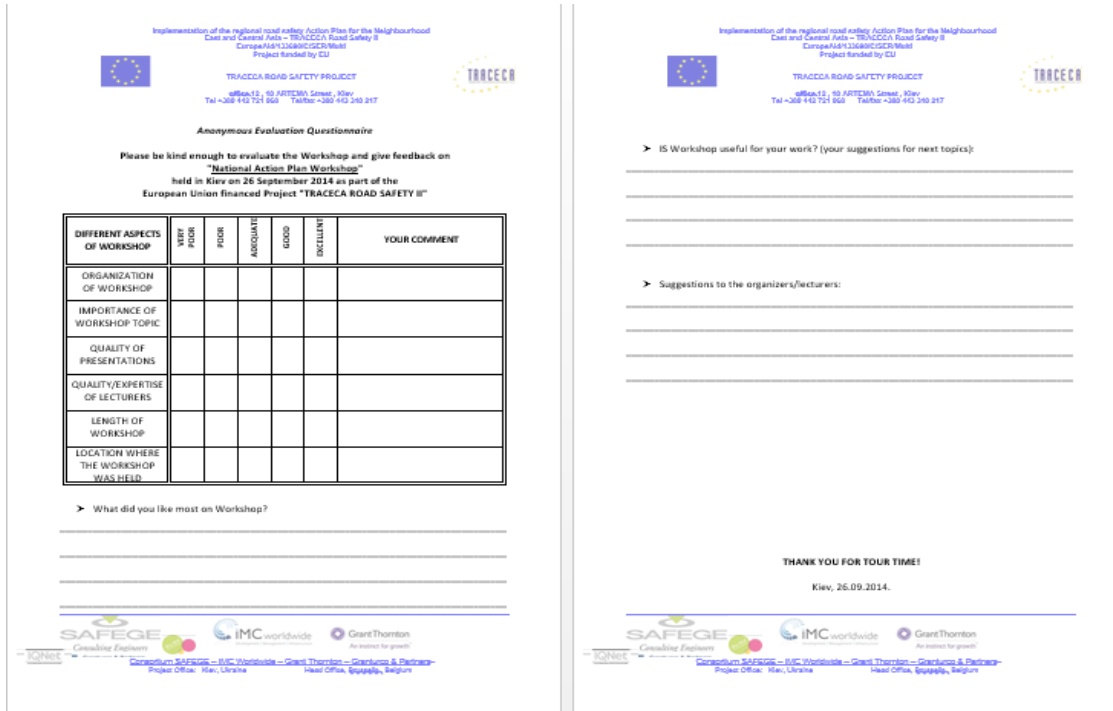 Implementation of the regional road safety Action Plan for the Neighbourhood
East and Central Asia – TRACECA Road Safety II
Project funded by EU
TRACECA ROAD SAFETY PROJECT
office 12, 10 ARTEMA Street, Kiev
TRACECA
Anonymous Evaluation Questionnaire
Please be kind enough to evaluate the Workshop and give feedback on
"National Action Plan Workshop"
held in Kiev on 26 September 2014 as part of the
European Union financed Project "TRACECA ROAD SAFETY II"
DIFFERENT ASPECTS OF WORKSHOP VERY POOR POOR ADEQUATE GOOD EXCELLENT YOUR COMMENT
ORGANIZATION
OF WORKSHOP
IMPORTANCE OF
WORKSHOP TOPIC
QUALITY OF
PRESENTATIONS
QUALITY/EXPERTISE
OF LECTURERS
LENGTH OF
WORKSHOP
LOCATION WHERE
THE WORKSHOP
WAS HELD
➤ What did you like most on Workshop?
SAFEGE
Consulting Engineers
iMC worldwide
Grant Thornton
An instinct for growth
IQNet
Consortium SAFEGE – IMC Worldwide – Grant Thornton – Granturco & Partners
Project Office: Kiev, Ukraine Head Office, Brussels, Belgium
Implementation of the regional road safety Action Plan for the Neighbourhood
East and Central Asia – TRACECA Road Safety II
Project funded by EU
TRACECA ROAD SAFETY PROJECT
office 12, 10 ARTEMA Street, Kiev
TRACECA
➤ IS Workshop useful for your work? (your suggestions for next topics):
➤ Suggestions to the organizers/lecturers:
THANK YOU FOR TOUR TIME!
Kiev, 26.09.2014.
SAFEGE
Consulting Engineers
iMC worldwide
Grant Thornton
An instinct for growth
IQNet
Consortium SAFEGE – IMC Worldwide – Grant Thornton – Granturco & Partners
Project Office: Kiev, Ukraine Head Office, Brussels, Belgium